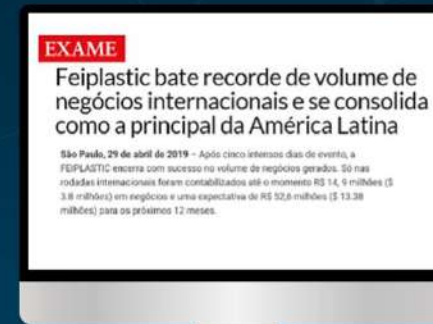 EXAME
Feiplastic bate recorde de volume de
negócios internacionais e se consolida
como a principal da América Latina
São Paulo, 29 de abril de 2019 – Após cinco intensos dias de evento, a
FEIPLASTIC encerra com sucesso no volume de negócios gerados. Só nas
rodadas internacionais foram contabilizados até o momento R$ 14, 9 milhões ($
3.8 milhões) em negócios e uma expectativa de R$ 52,6 milhões ($ 13.38
milhões) para os próximos 12 meses.